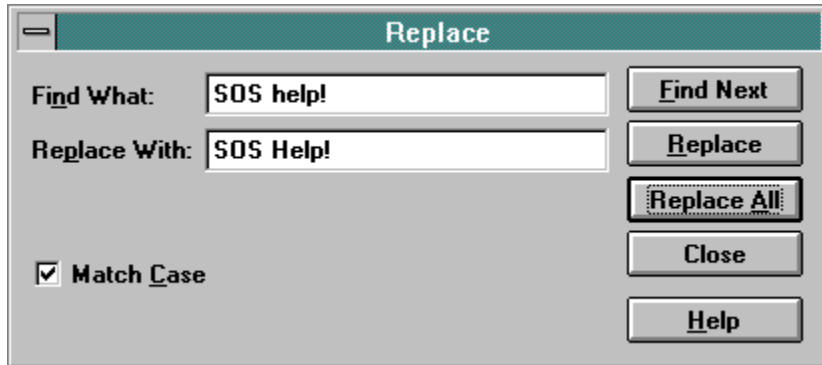 Replace
Find What: SOS help! Find Next
Replace With: SOS Help! Replace
Replace All
Close
Match Case
Help